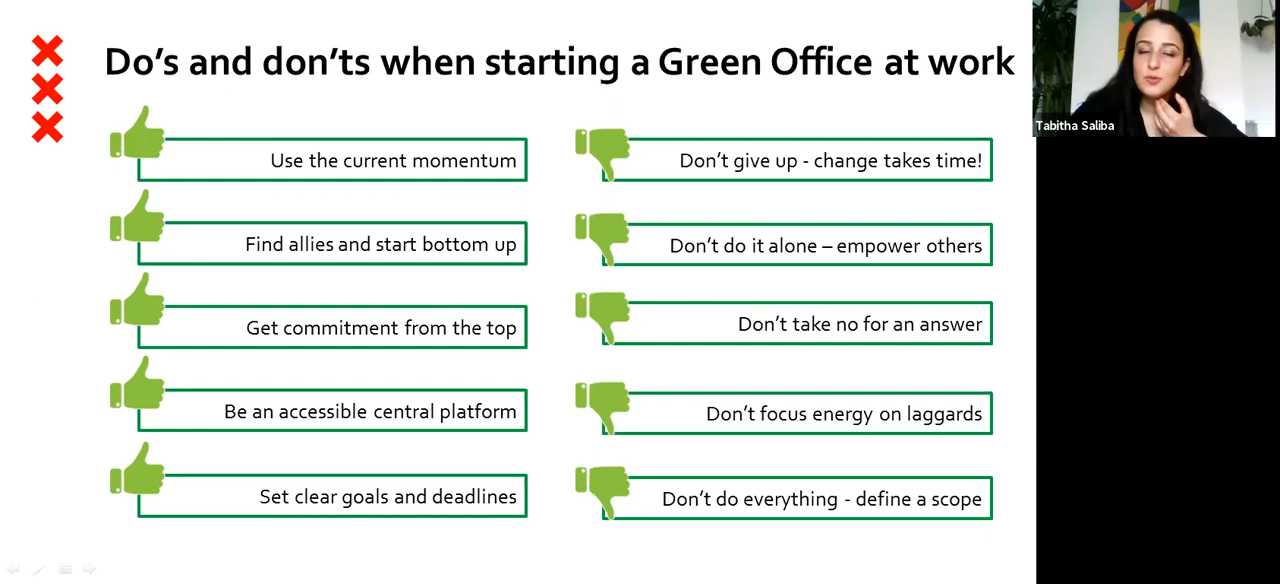 Do's and don'ts when starting a Green Office at work
Tabitha Saliba
Use the current momentum
Find allies and start bottom up
Get commitment from the top
Be an accessible central platform
Set clear goals and deadlines
Don't give up - change takes time!
Don't do it alone – empower others
Don't take no for an answer
Don't focus energy on laggards
Don't do everything - define a scope